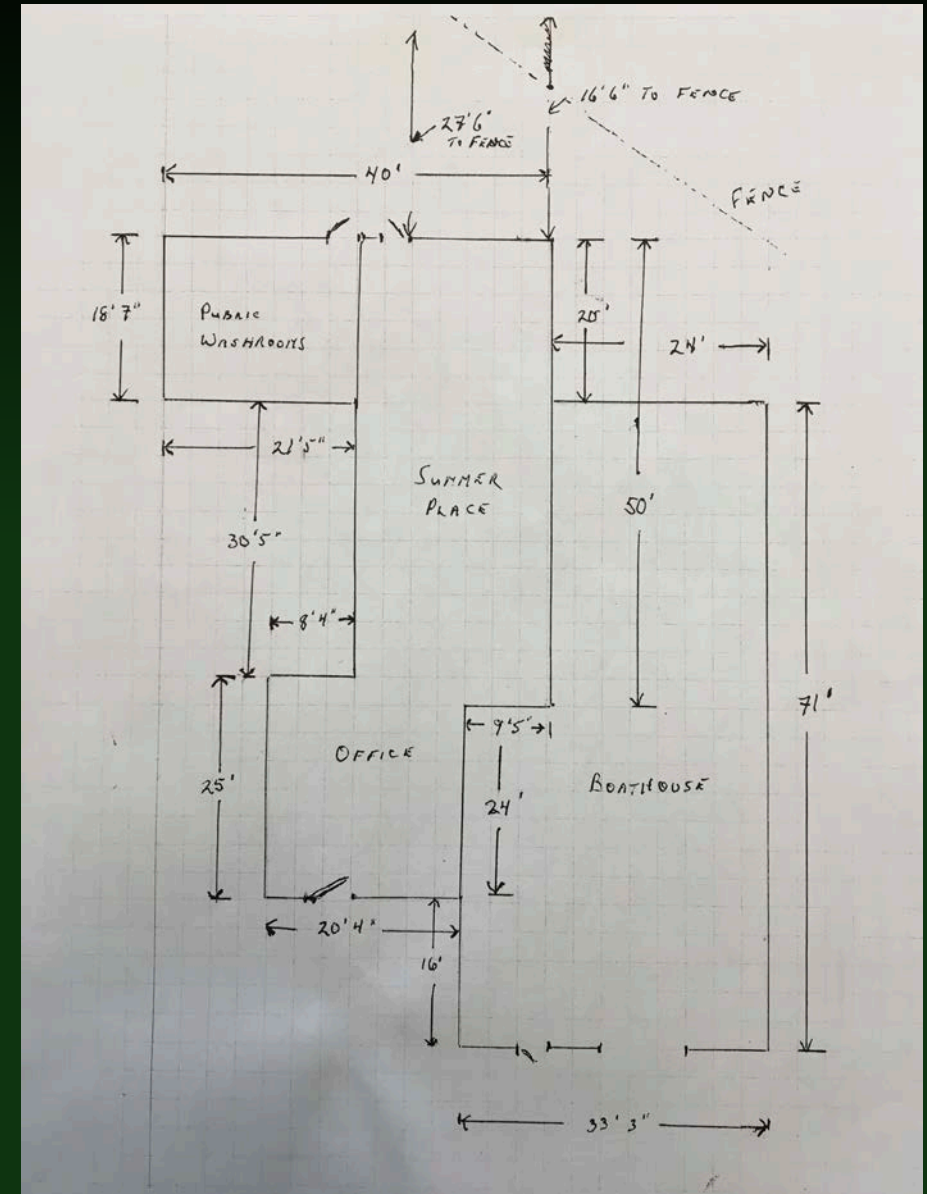 16'6" TO FENCE
27'6"
TO FENCE
40'
FENCE
18'7"
PUBLIC
WASHROOMS
20'
24'
21'5"
SUMMER
PLACE
50'
30'5"
8'4"
71'
9'5"
OFFICE
25'
BOATHOUSE
24'
20'4"
16'
33'3"